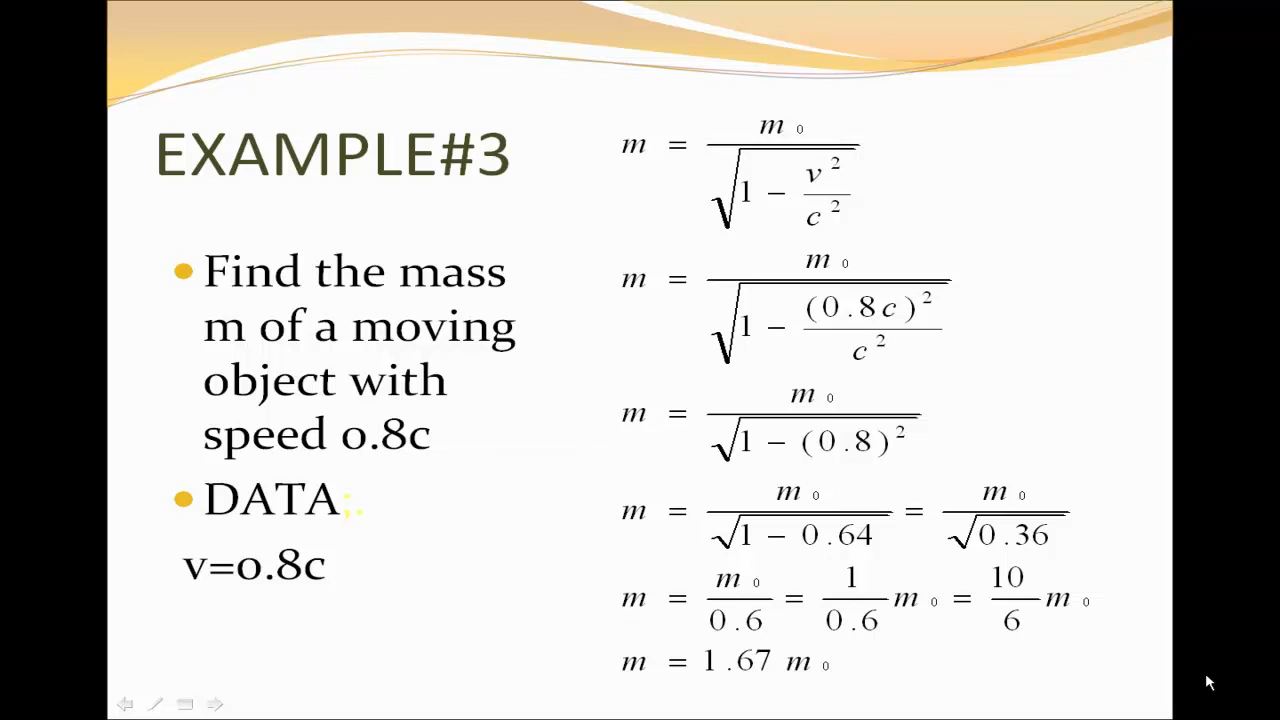 EXAMPLE#3
• Find the mass
m of a moving
object with
speed 0.8c
• DATA;.
v=0.8c
m = m₀ / √(1 − v²/c²)
m = m₀ / √(1 − (0.8c)²/c²)
m = m₀ / √(1 − (0.8)²)
m = m₀ / √(1 − 0.64) = m₀ / √0.36
m = m₀/0.6 = 1/0.6 m₀ = 10/6 m₀
m = 1.67 m₀